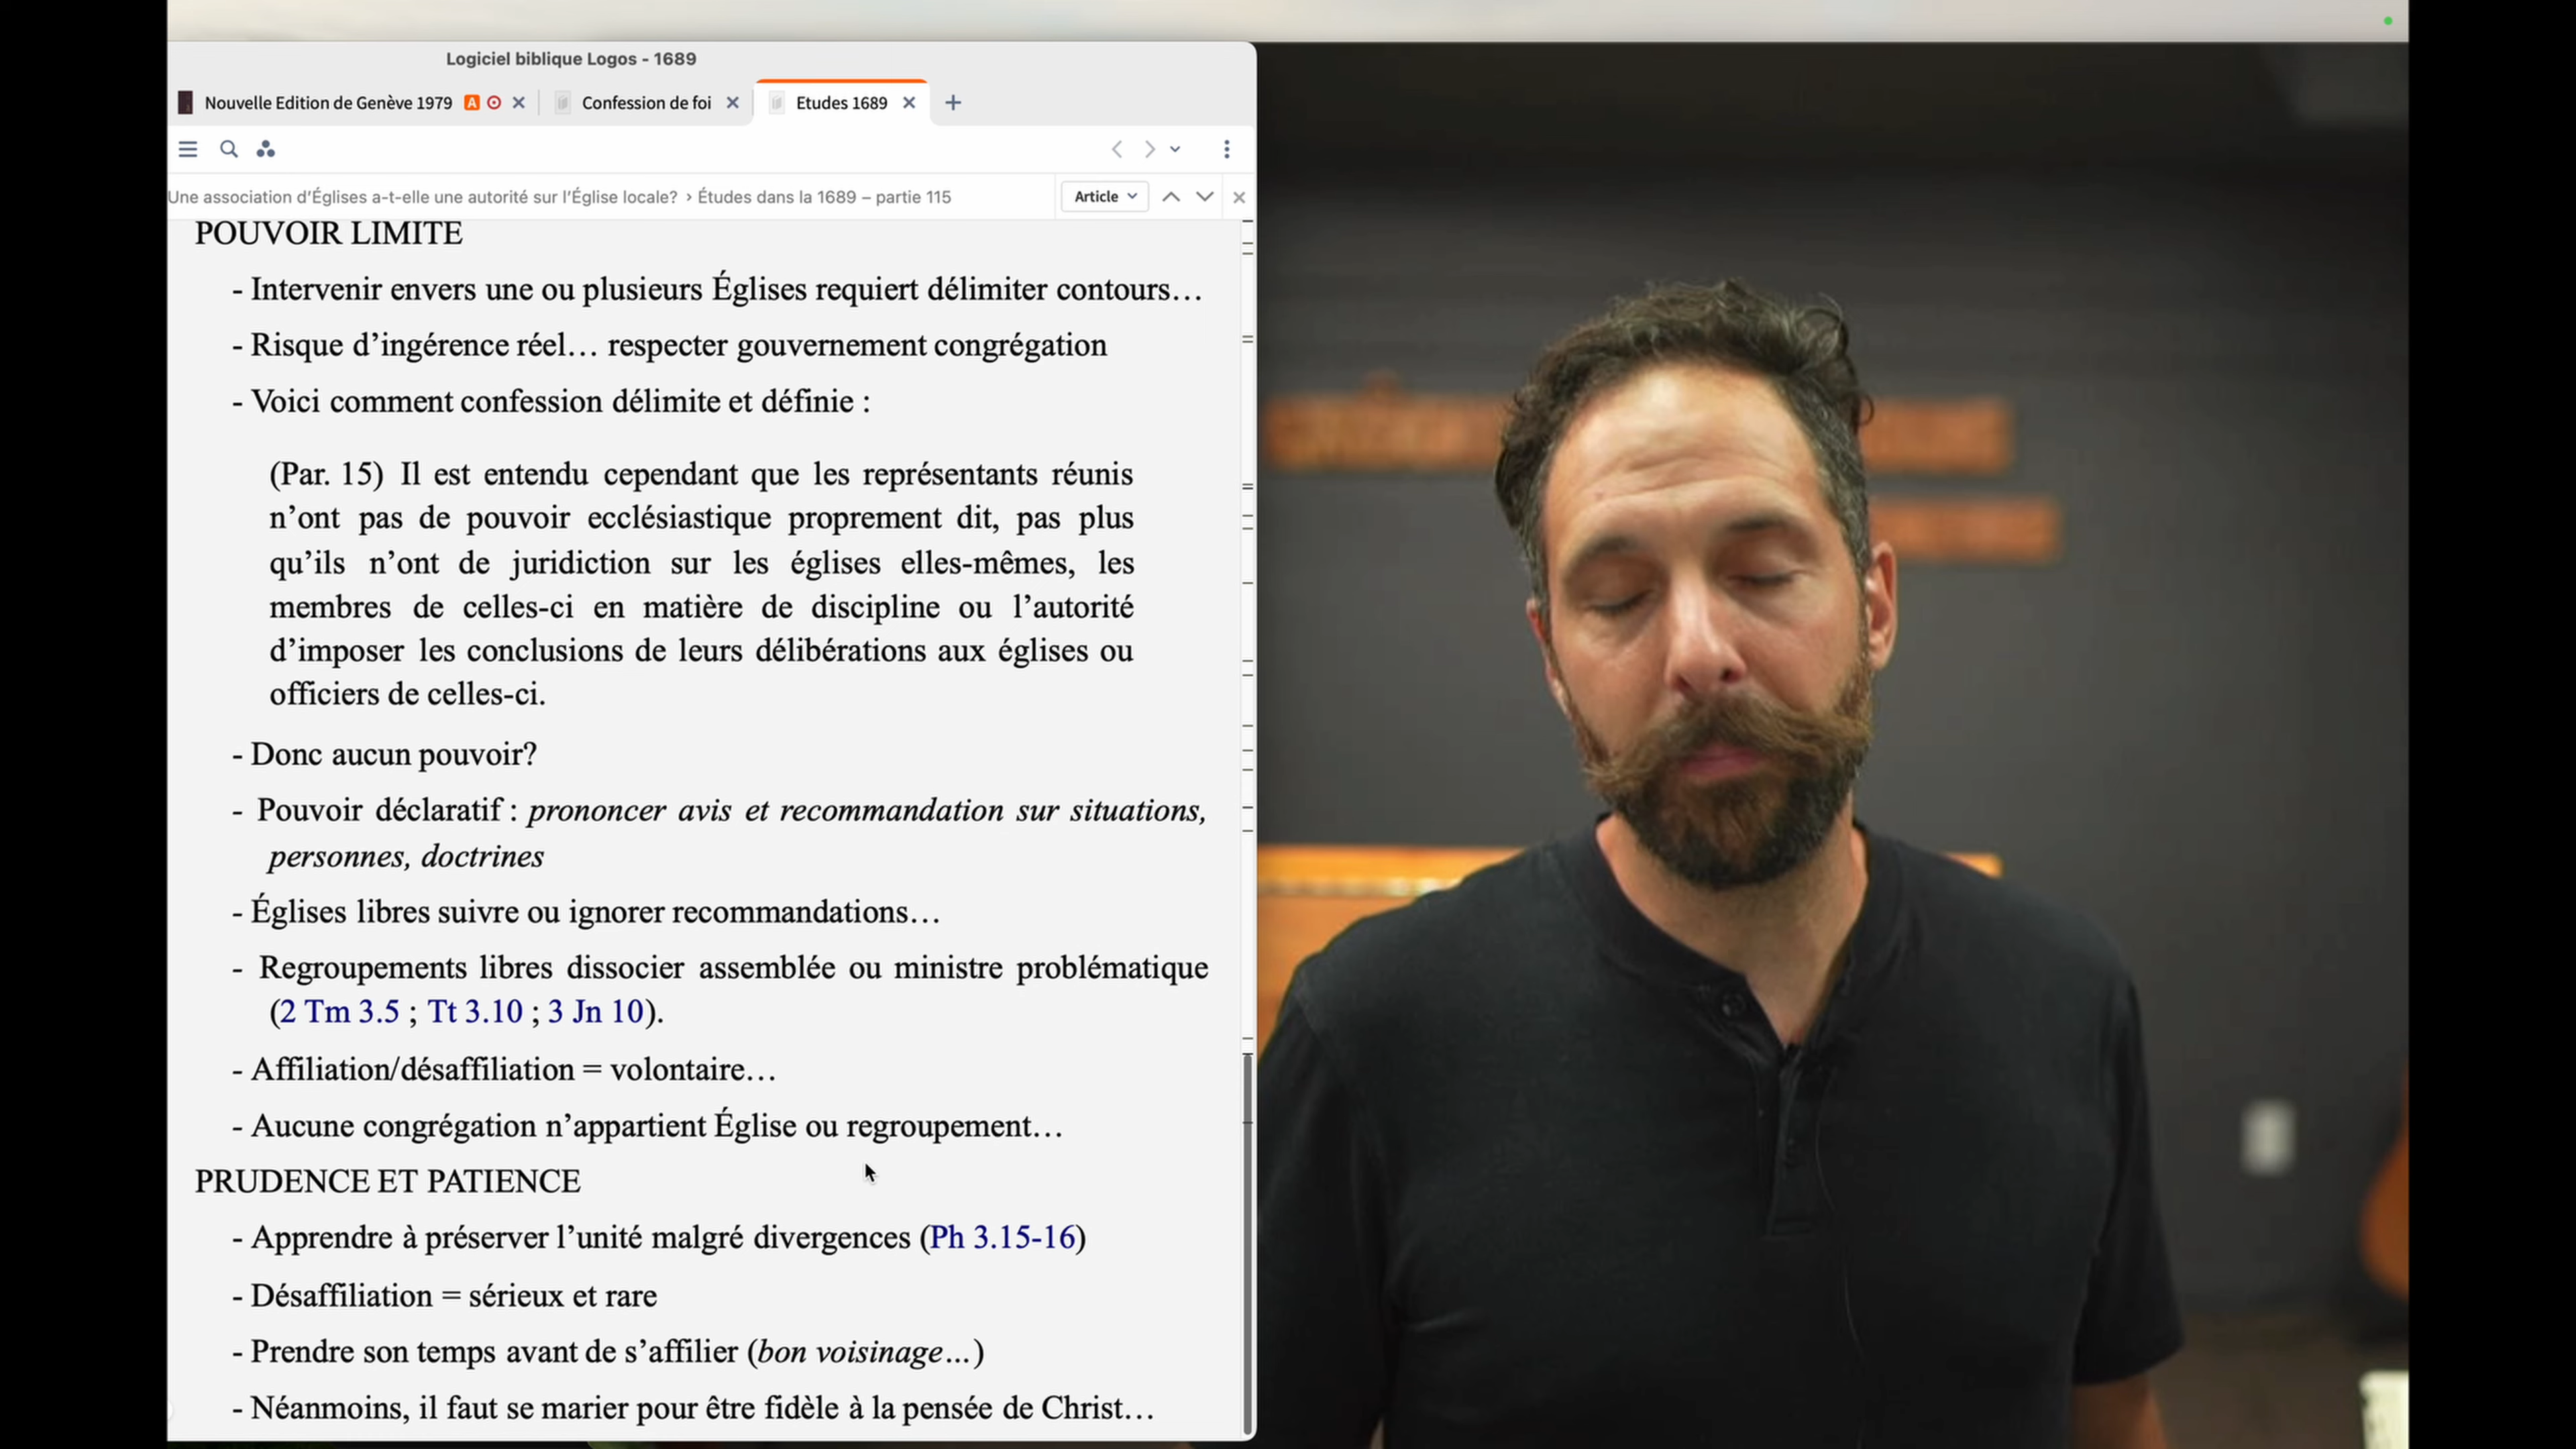 Logiciel biblique Logos - 1689
Nouvelle Edition de Genève 1979 A Confession de foi Etudes 1689
Une association d’Églises a-t-elle une autorité sur l’Église locale? › Études dans la 1689 – partie 115 Article
POUVOIR LIMITÉ
- Intervenir envers une ou plusieurs Églises requiert délimiter contours…
- Risque d’ingérence réel… respecter gouvernement congrégation
- Voici comment confession délimite et définie :
(Par. 15) Il est entendu cependant que les représentants réunis
n’ont pas de pouvoir ecclésiastique proprement dit, pas plus
qu’ils n’ont de juridiction sur les églises elles-mêmes, les
membres de celles-ci en matière de discipline ou l’autorité
d’imposer les conclusions de leurs délibérations aux églises ou
officiers de celles-ci.
- Donc aucun pouvoir?
- Pouvoir déclaratif : prononcer avis et recommandation sur situations,
personnes, doctrines
- Églises libres suivre ou ignorer recommandations…
- Regroupements libres dissocier assemblée ou ministre problématique
(2 Tm 3.5 ; Tt 3.10 ; 3 Jn 10).
- Affiliation/désaffiliation = volontaire…
- Aucune congrégation n’appartient Église ou regroupement…
PRUDENCE ET PATIENCE
- Apprendre à préserver l’unité malgré divergences (Ph 3.15-16)
- Désaffiliation = sérieux et rare
- Prendre son temps avant de s’affilier (bon voisinage…)
- Néanmoins, il faut se marier pour être fidèle à la pensée de Christ…